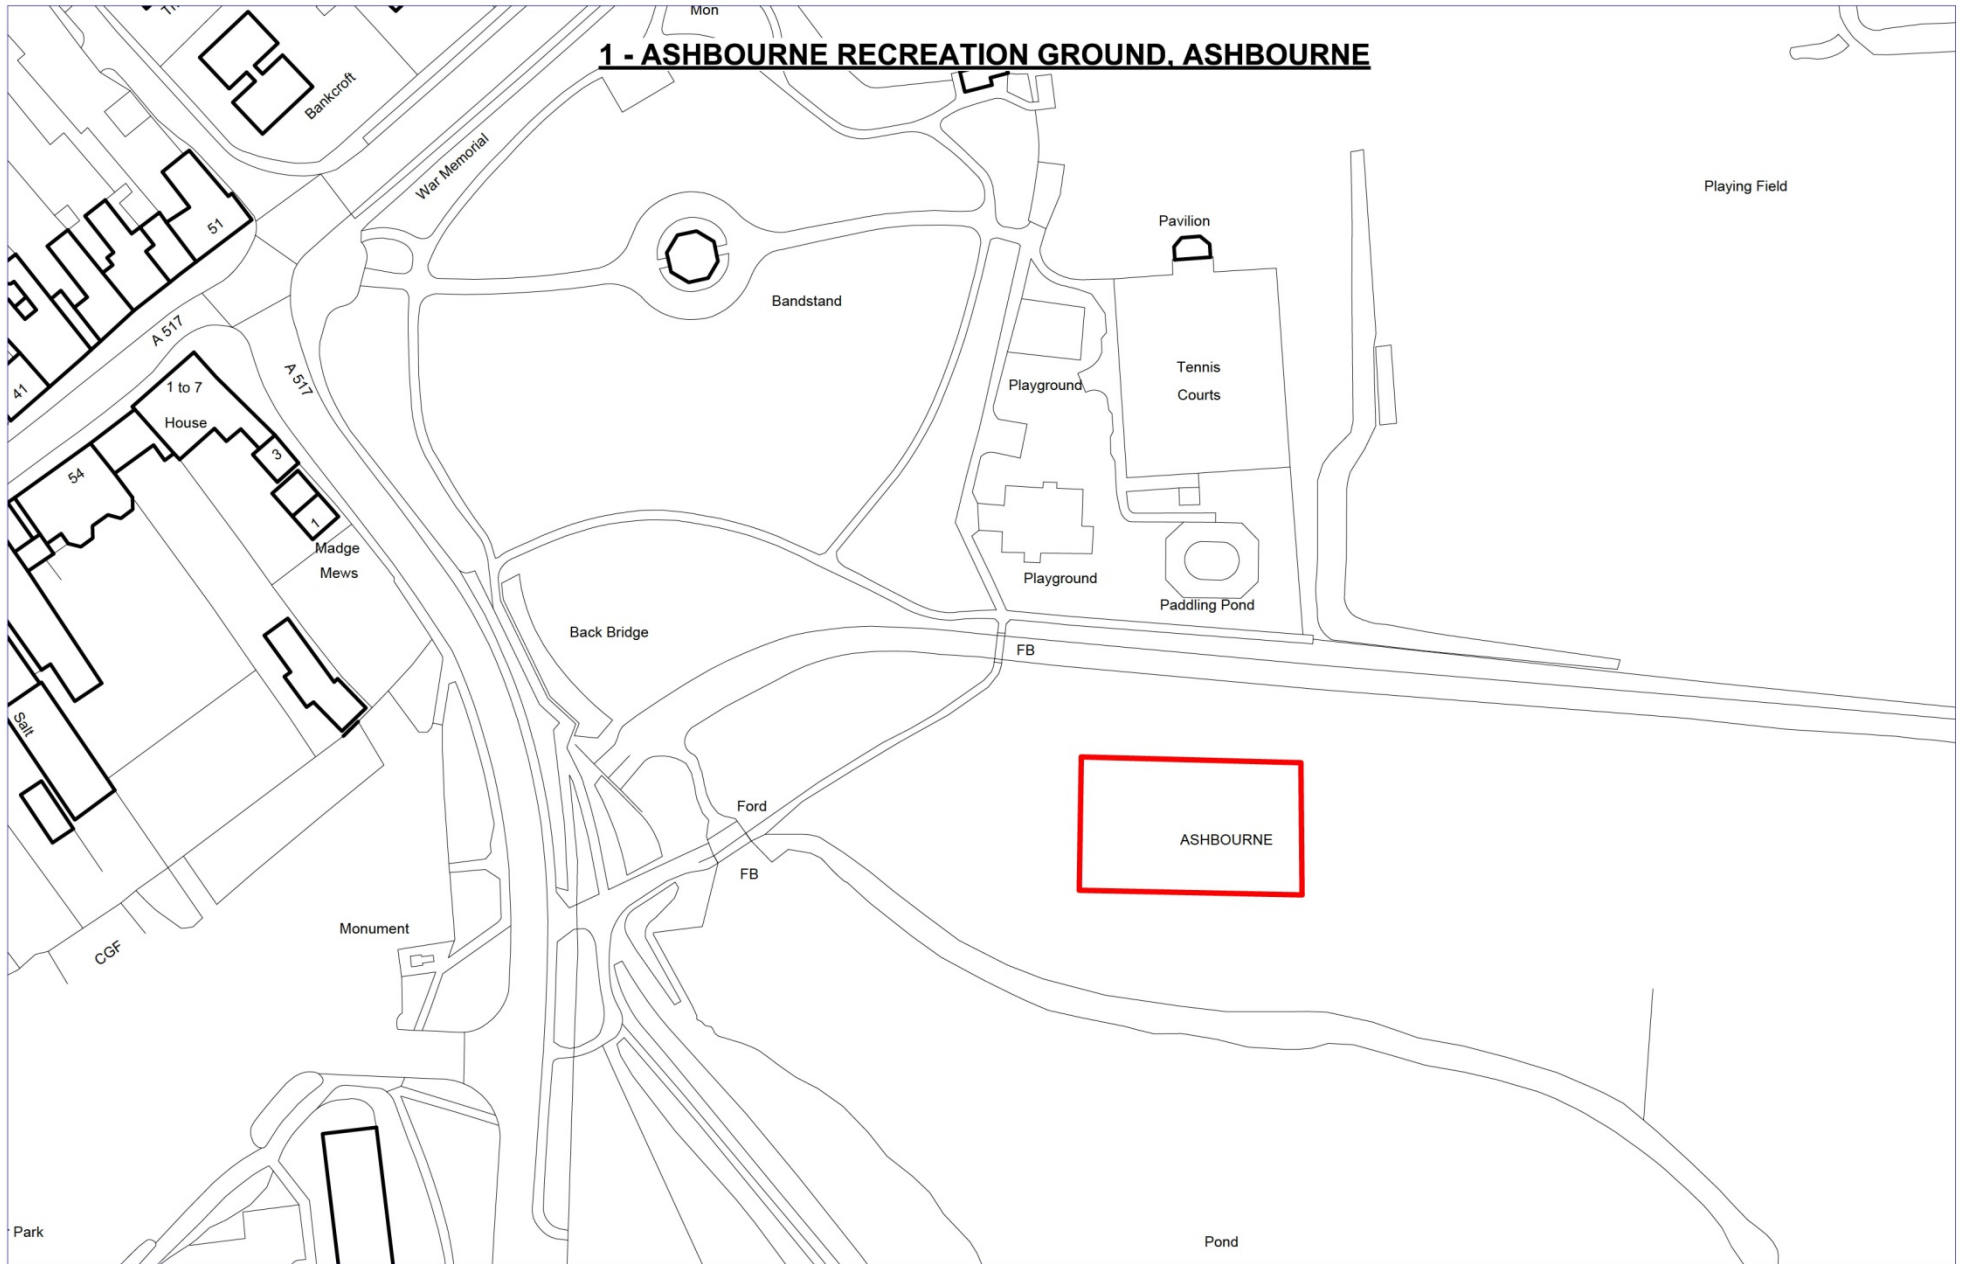 Mon
1 - ASHBOURNE RECREATION GROUND, ASHBOURNE
Bankcroft
War Memorial
Playing Field
51
Pavilion
Bandstand
A 517
A 517
41
1 to 7
House
Playground
Tennis
Courts
3
54
1
Madge
Mews
Playground
Paddling Pond
Back Bridge
FB
Salt
Ford
ASHBOURNE
FB
Monument
CGF
Park
Pond